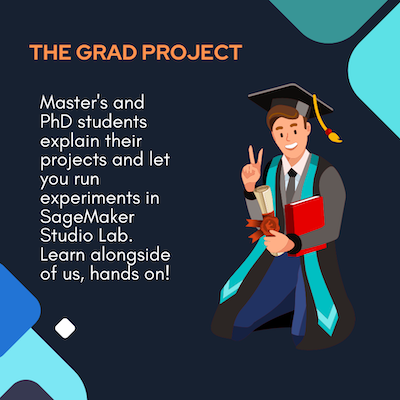 THE GRAD PROJECT
Master's and
PhD students
explain their
projects and let
you run
experiments in
SageMaker
Studio Lab.
Learn alongside
of us, hands on!